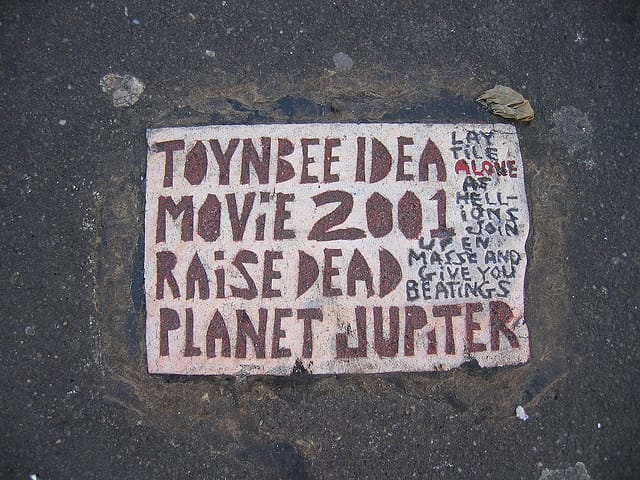 TOYNBEE IDEA
MOViE 2001
RAiSE DEAD
PLANET JUPiTER
LAY
TILE
ALONE
AS
HELL-
IONS
JOIN
UP EN
MASSE AND
GIVE YOU
BEATINGS